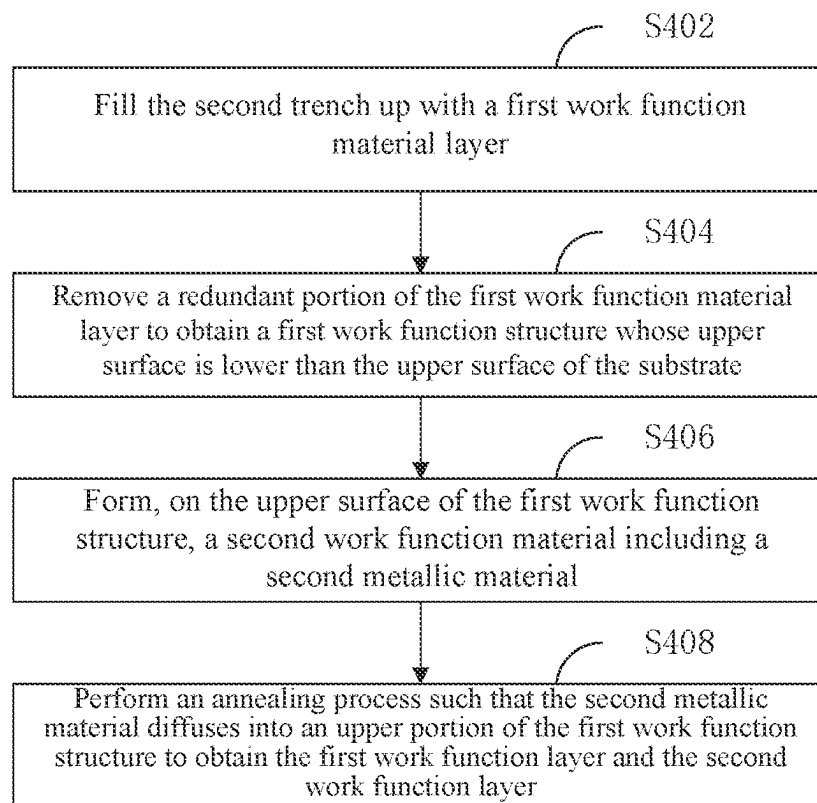 S402
Fill the second trench up with a first work function
material layer
S404
Remove a redundant portion of the first work function material
layer to obtain a first work function structure whose upper
surface is lower than the upper surface of the substrate
S406
Form, on the upper surface of the first work function
structure, a second work function material including a
second metallic material
S408
Perform an annealing process such that the second metallic
material diffuses into an upper portion of the first work function
structure to obtain the first work function layer and the second
work function layer